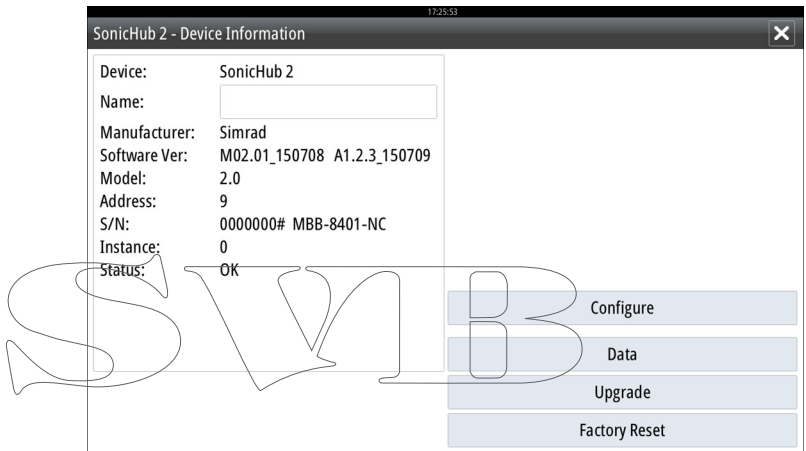 17:25:53
SonicHub 2 - Device Information
Device: SonicHub 2
Name:
Manufacturer: Simrad
Software Ver: M02.01_150708 A1.2.3_150709
Model: 2.0
Address: 9
S/N: 0000000# MBB-8401-NC
Instance: 0
Status: OK
Configure
Data
Upgrade
Factory Reset
SVB